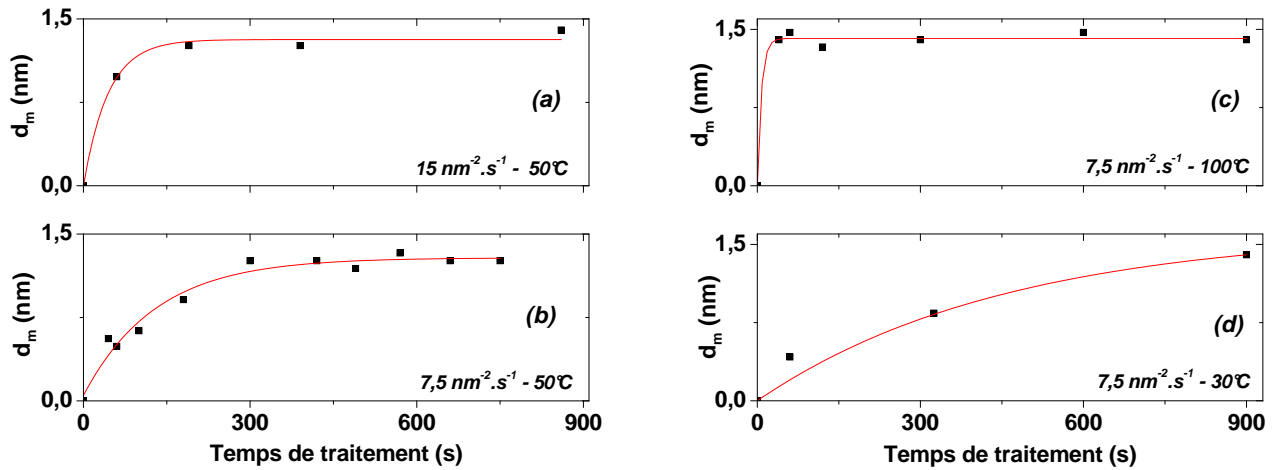 1,5
d_m (nm)
0,0
(a)
15 nm^-2.s^-1 - 50°C
1,5
d_m (nm)
0,0
(b)
7,5 nm^-2.s^-1 - 50°C
0 300 600 900
Temps de traitement (s)
1,5
d_m (nm)
0,0
(c)
7,5 nm^-2.s^-1 - 100°C
1,5
d_m (nm)
0,0
(d)
7,5 nm^-2.s^-1 - 30°C
0 300 600 900
Temps de traitement (s)